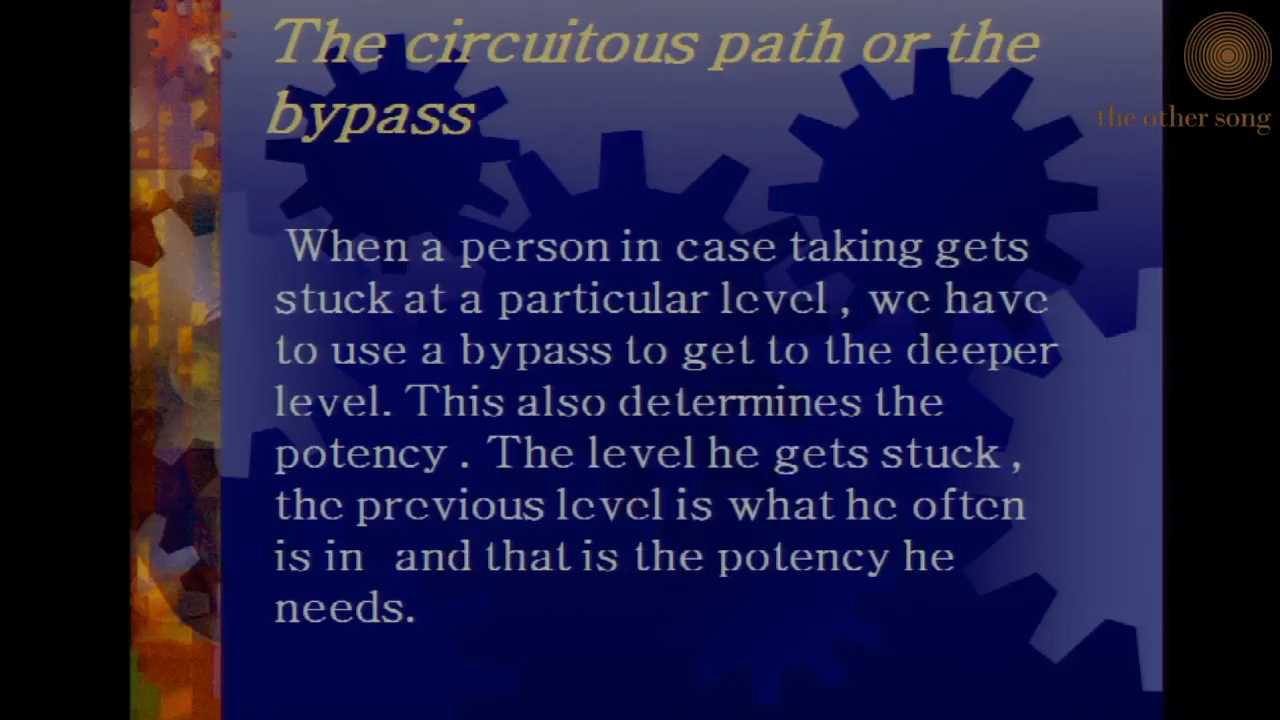 The circuitous path or the
bypass
the other song
When a person in case taking gets
stuck at a particular level , we have
to use a bypass to get to the deeper
level. This also determines the
potency . The level he gets stuck ,
the previous level is what he often
is in and that is the potency he
needs.